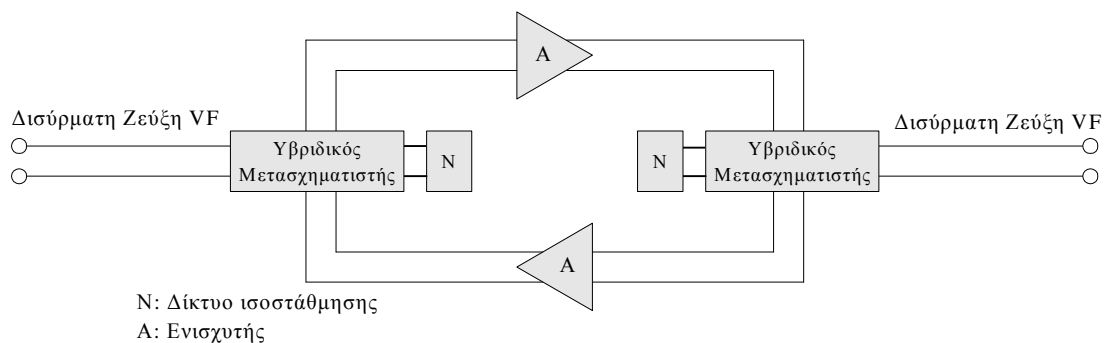 A
Δισύρματη Ζεύξη VF
Δισύρματη Ζεύξη VF
Υβριδικός
Μετασχηματιστής
N
N
Υβριδικός
Μετασχηματιστής
A
N: Δίκτυο ισοστάθμησης
A: Ενισχυτής